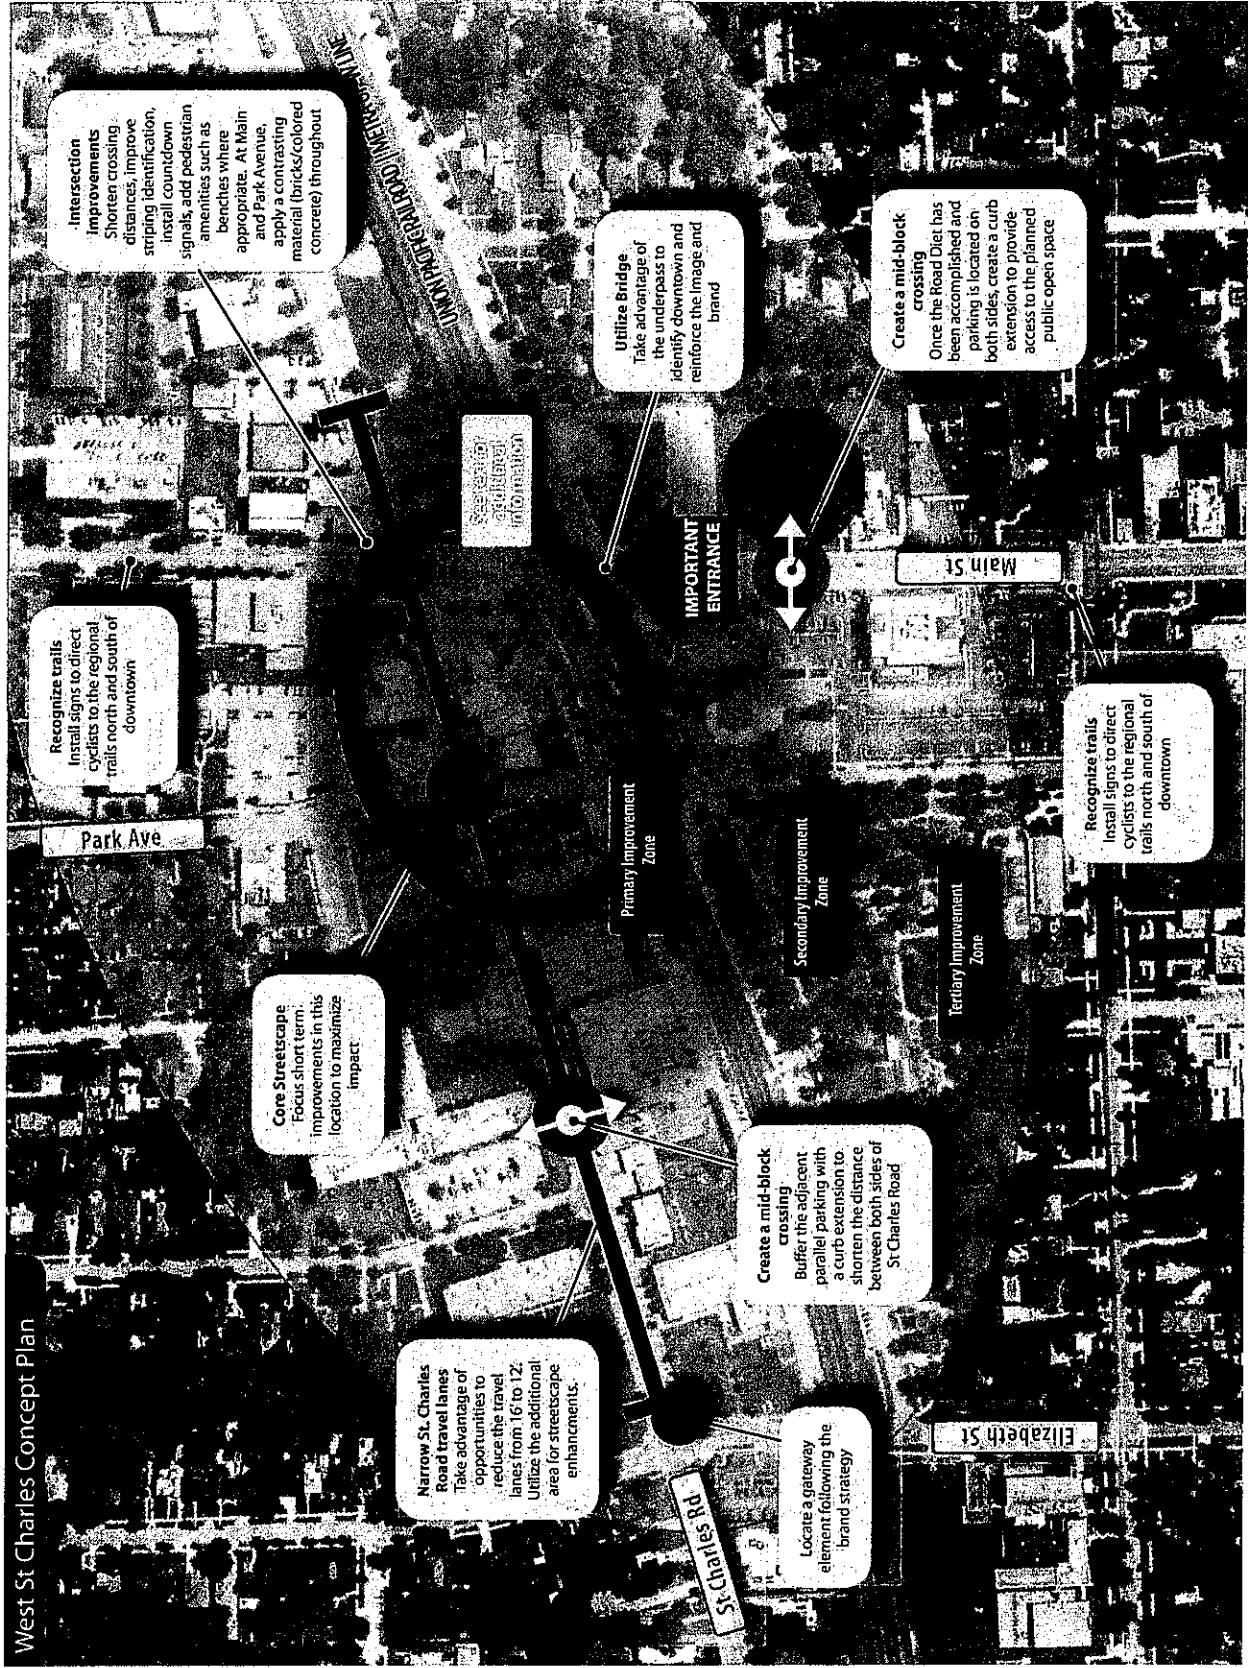 West St Charles Concept Plan
Intersection
Improvements
Shorten crossing
distances, improve
striping identification,
install countdown
signals, add pedestrian
amenities such as
benches where
appropriate. At Main
and Park Avenue,
apply a contrasting
material (bricks/colored
concrete) throughout
Recognize trails
Install signs to direct
cyclists to the regional
trails north and south of
downtown
Park Ave
Core Streetscape
Focus short term
improvements in this
location to maximize
impact
Narrow St. Charles
Road travel lanes
Take advantage of
opportunities to
reduce the travel
lanes from 16 to 12'.
Utilize the additional
area for streetscape
enhancements.
UNION PACIFIC RAILROAD/METRA
LINE
additional
information
Utilize Bridge
Take advantage of
the underpass to
identify downtown and
reinforce the Image and
brand
IMPORTANT
ENTRANCE
Primary Improvement
Zone
Secondary Improvement
Zone
Tertiary Improvement
Zone
Create a mid-block
crossing
Once the Road Diet has
been accomplished and
parking is located on
both sides, create a curb
extension to provide
access to the planned
public open space
Main St
Create a mid-block
crossing
Buffer the adjacent
parallel parking with
a curb extension to
shorten the distance
between both sides of
St Charles Road
St Charles Rd
Locate a gateway
element following the
brand strategy
Elizabeth St
Recognize trails
Install signs to direct
cyclists to the regional
trails north and south of
downtown